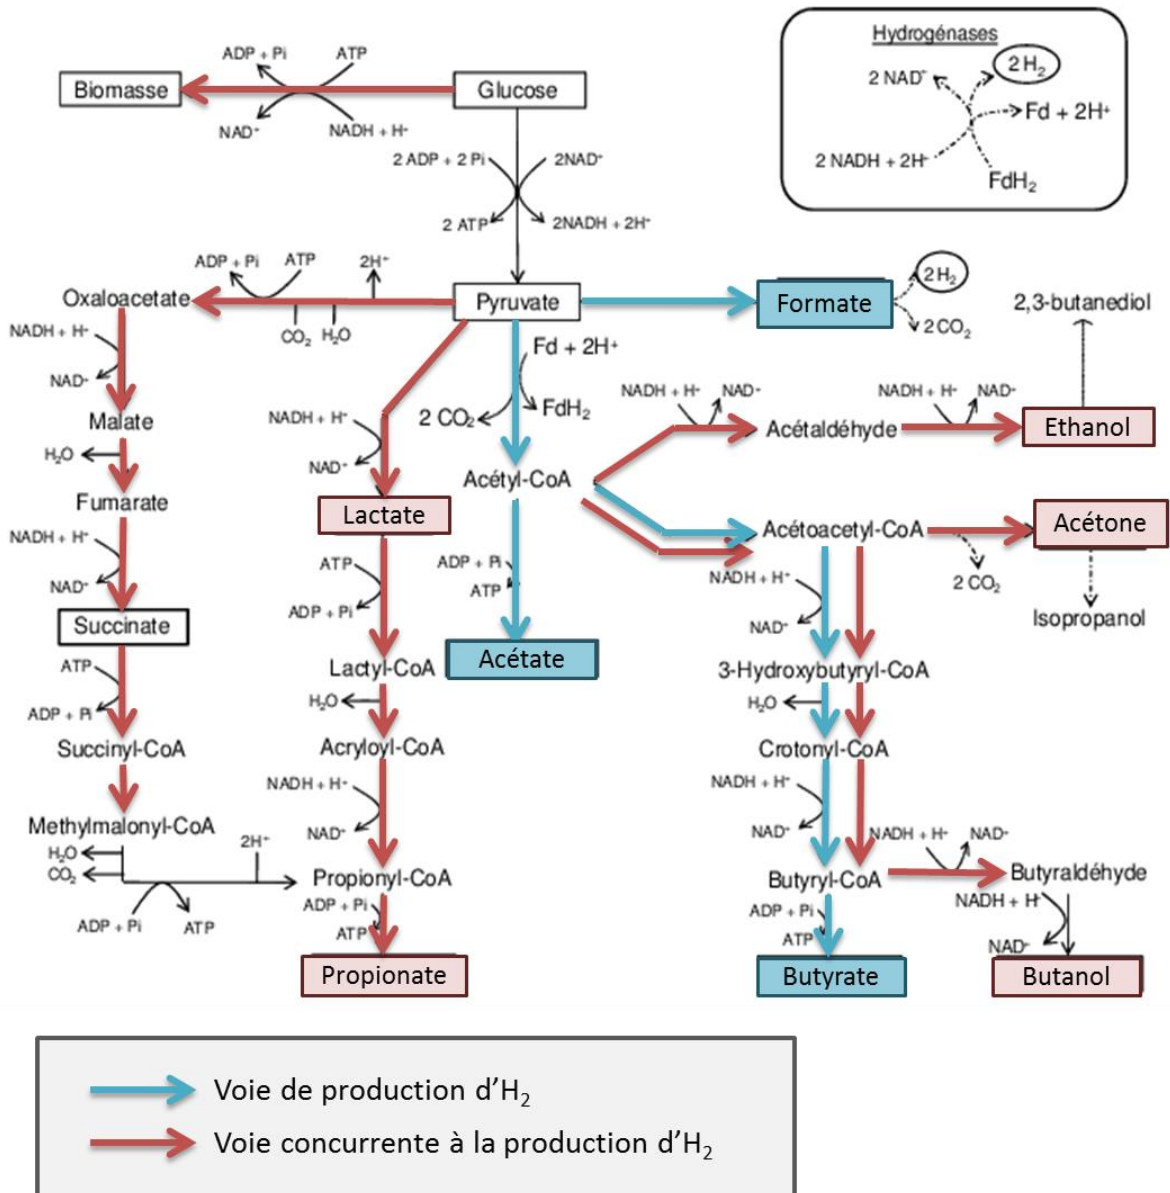 Hydrogénases
2 NAD⁺
2 H₂
Fd + 2H⁺
2 NADH + 2H⁺
FdH₂
ADP + Pi
ATP
Biomasse
Glucose
NAD⁺
NADH + H⁺
2 ADP + 2 Pi
2NAD⁺
2 ATP
2NADH + 2H⁺
ADP + Pi
ATP
2H⁺
Oxaloacetate
CO₂
H₂O
Pyruvate
Formate
2 H₂
2 CO₂
2,3-butanediol
NADH + H⁺
NAD⁺
Malate
H₂O
Fumarate
NADH + H⁺
NAD⁺
Succinate
ATP
ADP + Pi
Succinyl-CoA
Methylmalonyl-CoA
H₂O
CO₂
2H⁺
ADP + Pi
ATP
NADH + H⁺
NAD⁺
Lactate
ATP
ADP + Pi
Lactyl-CoA
H₂O
Acryloyl-CoA
NADH + H⁺
NAD⁺
Propionyl-CoA
ADP + Pi
ATP
Propionate
Fd + 2H⁺
2 CO₂
FdH₂
Acétyl-CoA
ADP + Pi
ATP
Acétate
NADH + H⁺
NAD⁺
Acétaldéhyde
NADH + H⁺
NAD⁺
Ethanol
Acétoacetyl-CoA
2 CO₂
Acétone
Isopropanol
NADH + H⁺
NAD⁺
3-Hydroxybutyryl-CoA
H₂O
Crotonyl-CoA
NADH + H⁺
NAD⁺
Butyryl-CoA
NADH + H⁺
NAD⁺
Butyraldéhyde
ADP + Pi
ATP
Butyrate
NADH + H⁺
NAD⁺
Butanol
Voie de production d'H₂
Voie concurrente à la production d'H₂